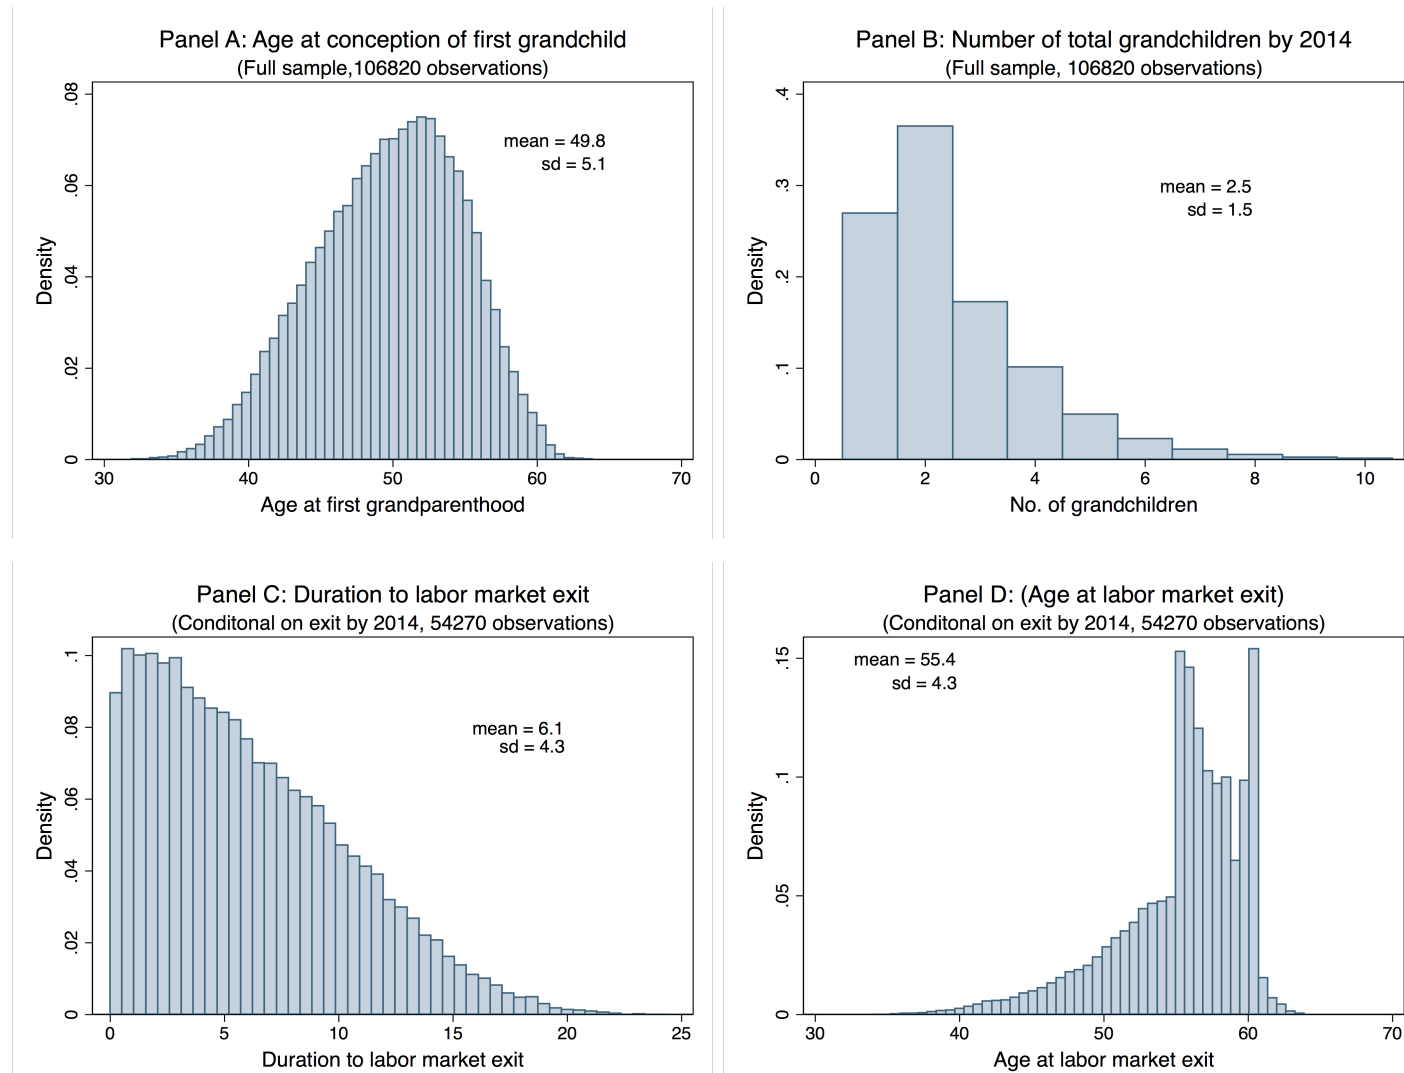 Panel A: Age at conception of first grandchild
(Full sample,106820 observations)
mean = 49.8
sd = 5.1
Density
.08
.06
.04
.02
0
30 40 50 60 70
Age at first grandparenthood
Panel B: Number of total grandchildren by 2014
(Full sample, 106820 observations)
mean = 2.5
sd = 1.5
Density
.4
.3
.2
.1
0
0 2 4 6 8 10
No. of grandchildren
Panel C: Duration to labor market exit
(Conditonal on exit by 2014, 54270 observations)
mean = 6.1
sd = 4.3
Density
.1
.08
.06
.04
.02
0
0 5 10 15 20 25
Duration to labor market exit
Panel D: (Age at labor market exit)
(Conditonal on exit by 2014, 54270 observations)
mean = 55.4
sd = 4.3
Density
.15
.1
.05
0
30 40 50 60 70
Age at labor market exit